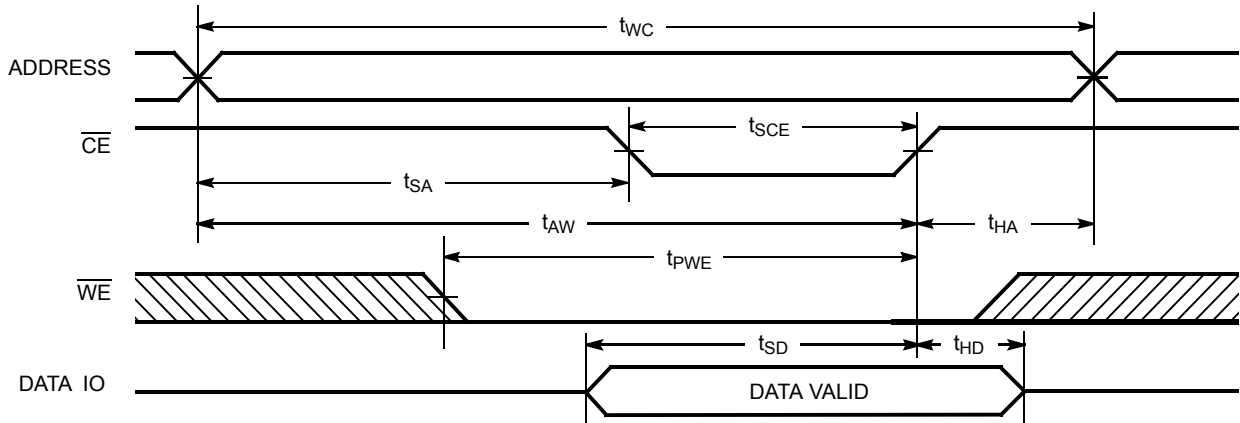 tWC
ADDRESS
CE
tSCE
tSA
tAW
tHA
tPWE
WE
tSD
tHD
DATA IO
DATA VALID